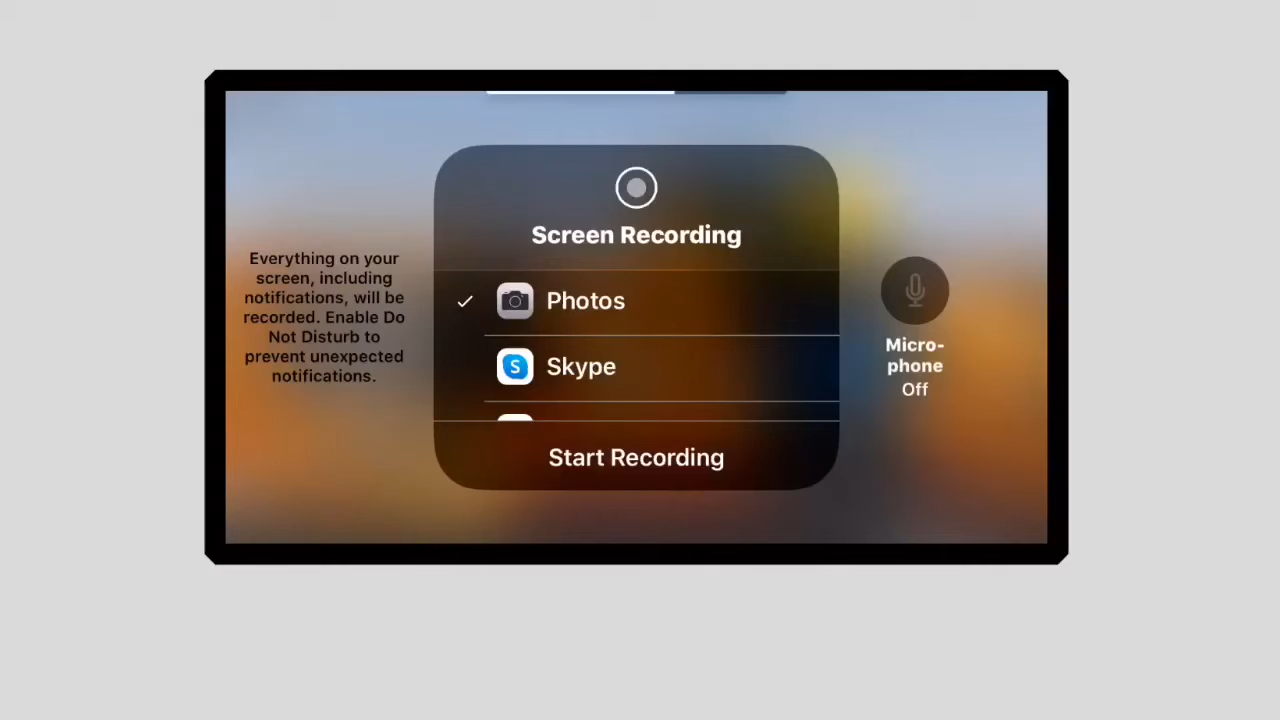 Everything on your
screen, including
notifications, will be
recorded. Enable Do
Not Disturb to
prevent unexpected
notifications.
Screen Recording
Photos
S
Skype
Start Recording
Micro-
phone
Off